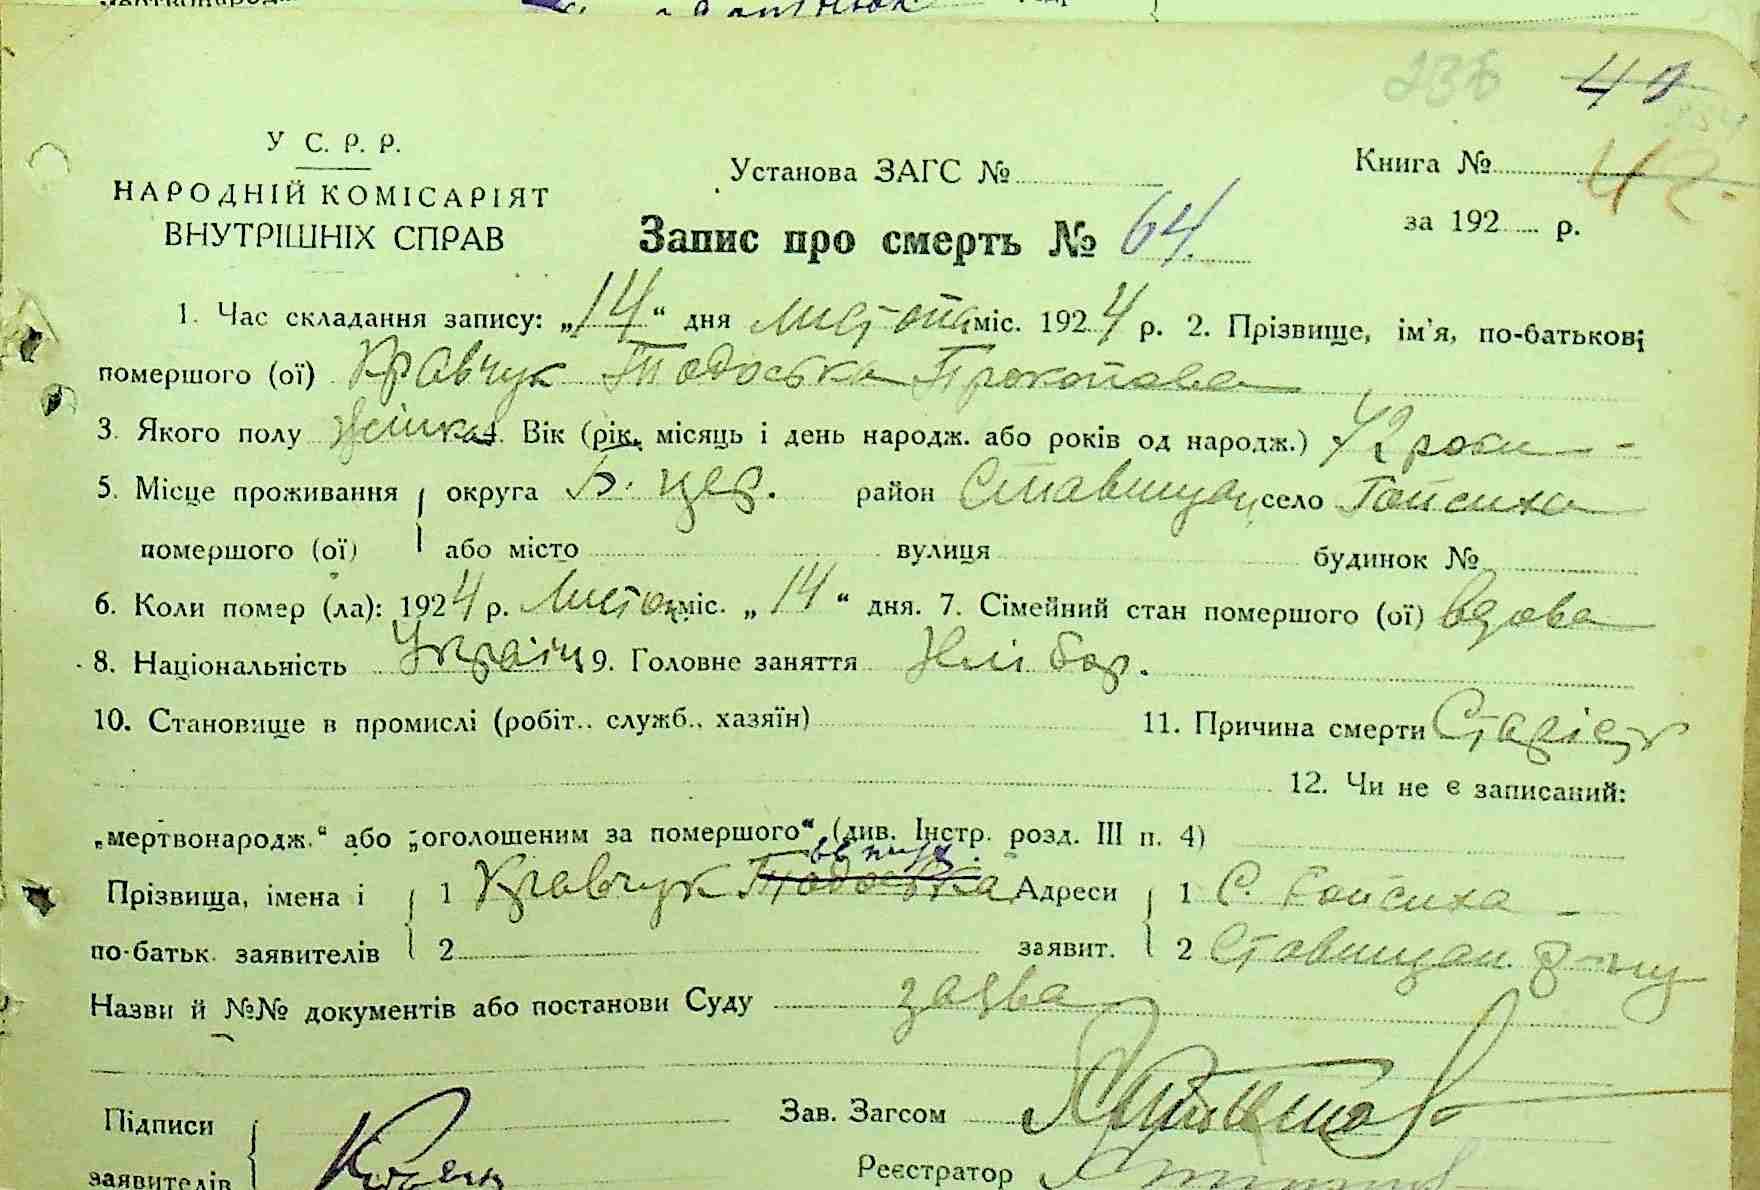 У С. Р. Р.
НАРОДНІЙ КОМІСАРІЯТ
ВНУТРІШНІХ СПРАВ
Установа ЗАГС №
Книга № 42
за 192 р.
Запис про смерть № 64.
1. Час складання запису: „14“ дня листопа міс. 1924 р. 2. Прізвище, ім'я, по-батькові
помершого (ої) Кравчук Тодоська Прокопова
3. Якого полу жінка 4. Вік (рік, місяць і день народж. або років од народж.) 72 роки
5. Місце проживання округа Б. цер. район Ставищан село Гойсиха
помершого (ої) або місто вулиця будинок №
6. Коли помер (ла): 1924 р. Листоп міс. „14“ дня. 7. Сімейний стан помершого (ої) вдова
8. Національність Україн 9. Головне заняття Хлібор.
10. Становище в промислі (робіт., служб., хазяїн) 11. Причина смерти Старість
12. Чи не є записаний:
„мертвонародж.“ або „оголошеним за помершого“ (див. Інстр. розд. III п. 4)
Прізвища, імена і 1 Кравчук Тодоська Адреси 1 С. Гойсиха
по-батьк. заявителів 2 заявит. 2 Ставищан р-ну
Назви й №№ документів або постанови Суду заява
Підписи Зав. Загсом
заявителів Реєстратор